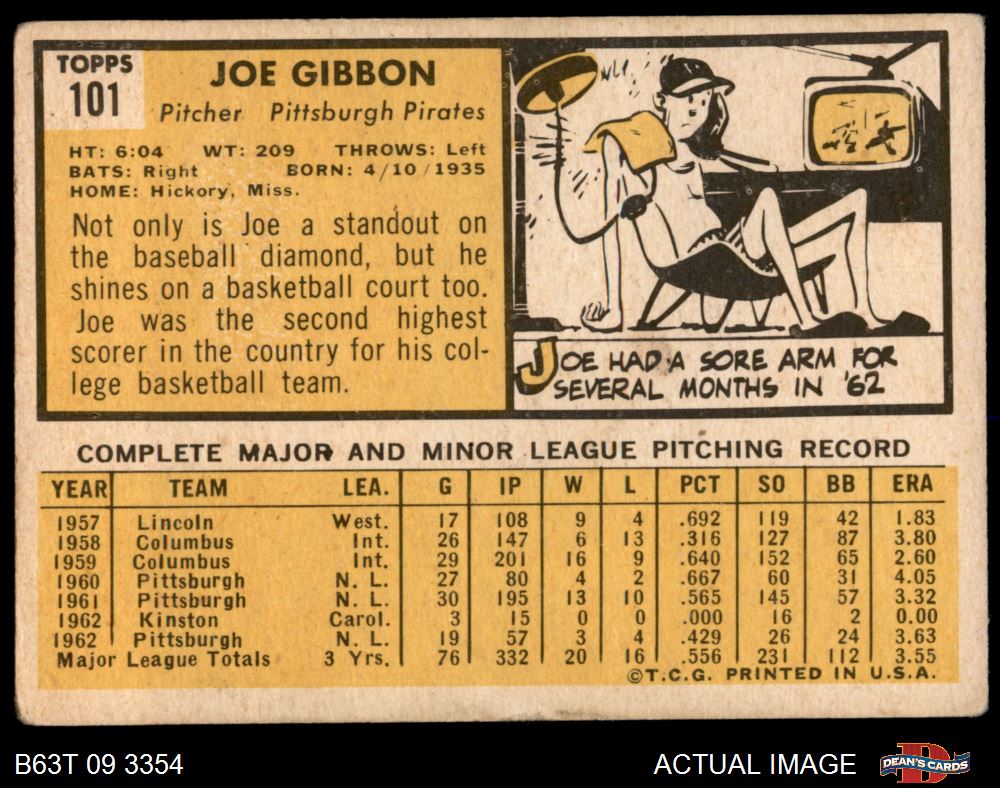 TOPPS
101
JOE GIBBON
Pitcher Pittsburgh Pirates
HT: 6:04 WT: 209 THROWS: Left
BATS: Right BORN: 4/10/1935
HOME: Hickory, Miss.
Not only is Joe a standout on
the baseball diamond, but he
shines on a basketball court too.
Joe was the second highest
scorer in the country for his col-
lege basketball team.
JOE HAD A SORE ARM FOR
SEVERAL MONTHS IN '62
COMPLETE MAJOR AND MINOR LEAGUE PITCHING RECORD
YEAR TEAM LEA. G IP W L PCT SO BB ERA
1957 Lincoln West. 17 108 9 4 .692 119 42 1.83
1958 Columbus Int. 26 147 6 13 .316 127 87 3.80
1959 Columbus Int. 29 201 16 9 .640 152 65 2.60
1960 Pittsburgh N. L. 27 80 4 2 .667 60 31 4.05
1961 Pittsburgh N. L. 30 195 13 10 .565 145 57 3.32
1962 Kinston Carol. 3 15 0 0 .000 16 2 0.00
1962 Pittsburgh N. L. 19 57 3 4 .429 26 24 3.63
Major League Totals 3 Yrs. 76 332 20 16 .556 231 112 3.55
©T.C.G. PRINTED IN U.S.A.
B63T 09 3354
ACTUAL IMAGE
D
DEAN'S CARDS